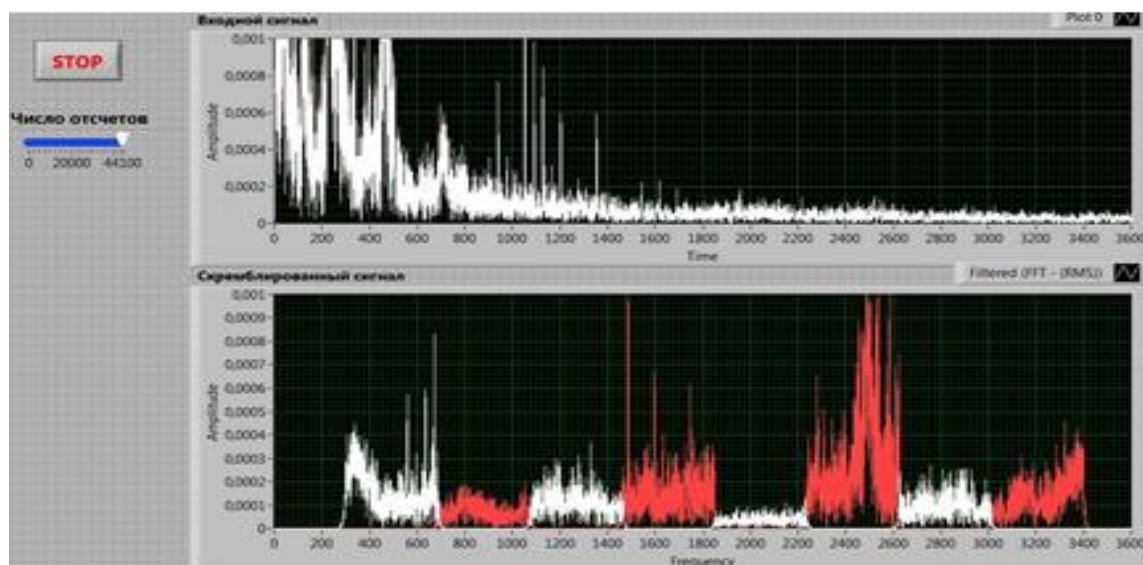 Входной сигнал
Plot 0
STOP
Число отсчетов
0 20000 44100
0,001
0,0008
0,0006
0,0004
0,0002
0
Amplitude
0 200 400 600 800 1000 1200 1400 1600 1800 2000 2200 2400 2600 2800 3000 3200 3400 3600
Time
Скремблированный сигнал
Filtered (FFT - (RMS))
0,001
0,0009
0,0008
0,0007
0,0006
0,0005
0,0004
0,0003
0,0002
0,0001
0
Amplitude
0 200 400 600 800 1000 1200 1400 1600 1800 2000 2200 2400 2600 2800 3000 3200 3400 3600
Frequency